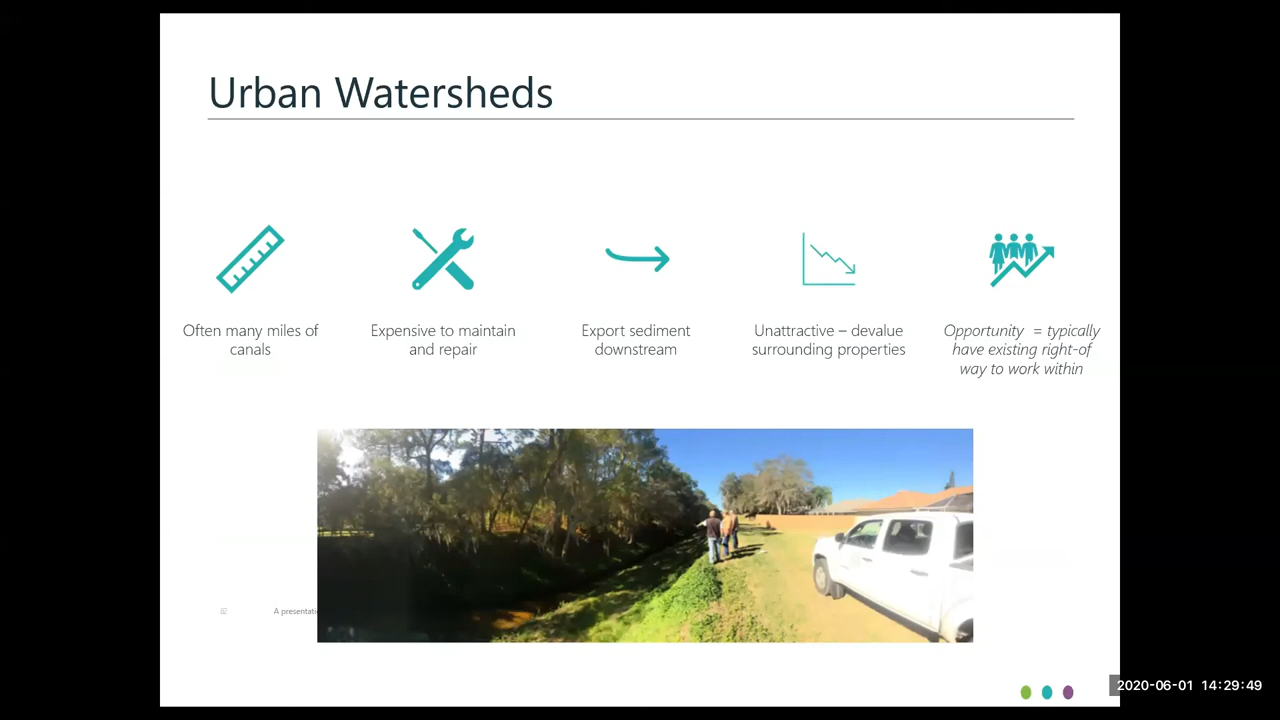 Urban Watersheds
Often many miles of
canals
Expensive to maintain
and repair
Export sediment
downstream
Unattractive – devalue
surrounding properties
Opportunity = typically
have existing right-of
way to work within
A presentatio
2020-06-01 14:29:49